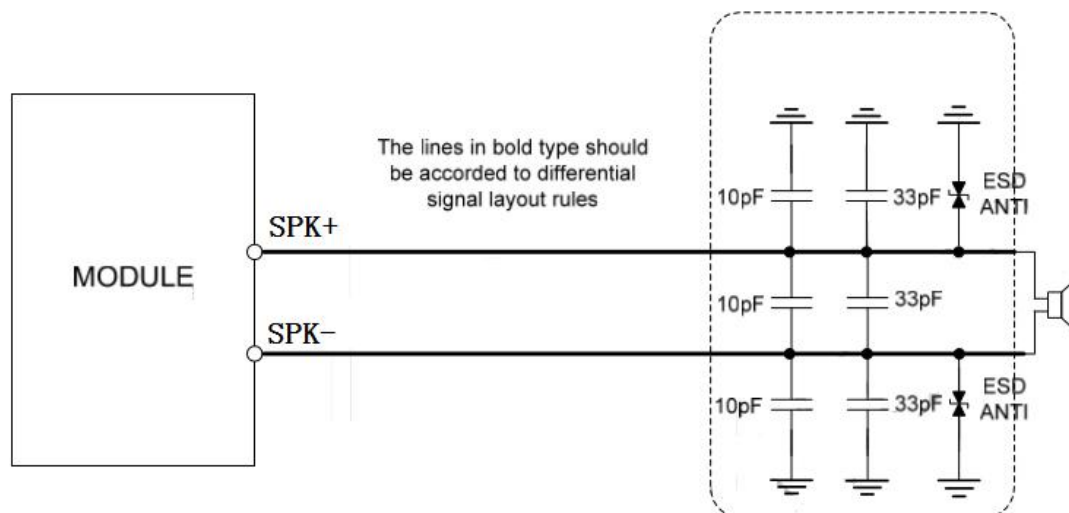 The lines in bold type should
be accorded to differential
signal layout rules
10pF
33pF
ESD
ANTI
SPK+
MODULE
10pF
33pF
SPK-
10pF
33pF
ESD
ANTI